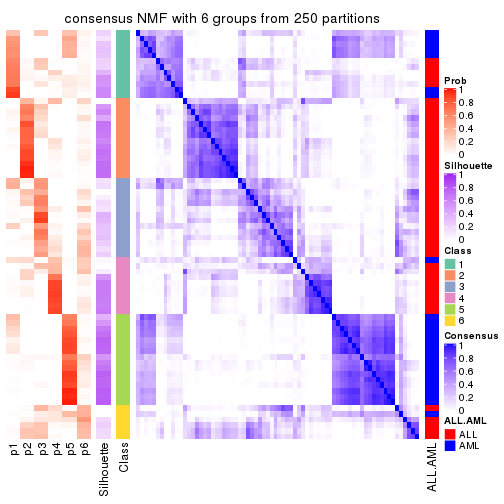 consensus NMF with 6 groups from 250 partitions
Prob
1
0.8
0.6
0.4
0.2
0
Silhouette
1
0.8
0.6
0.4
0.2
0
Class
1
2
3
4
5
6
Consensus
1
0.8
0.6
0.4
0.2
0
ALL.AML
ALL
AML
p1
p2
p3
p4
p5
p6
Silhouette
Class
ALL.AML